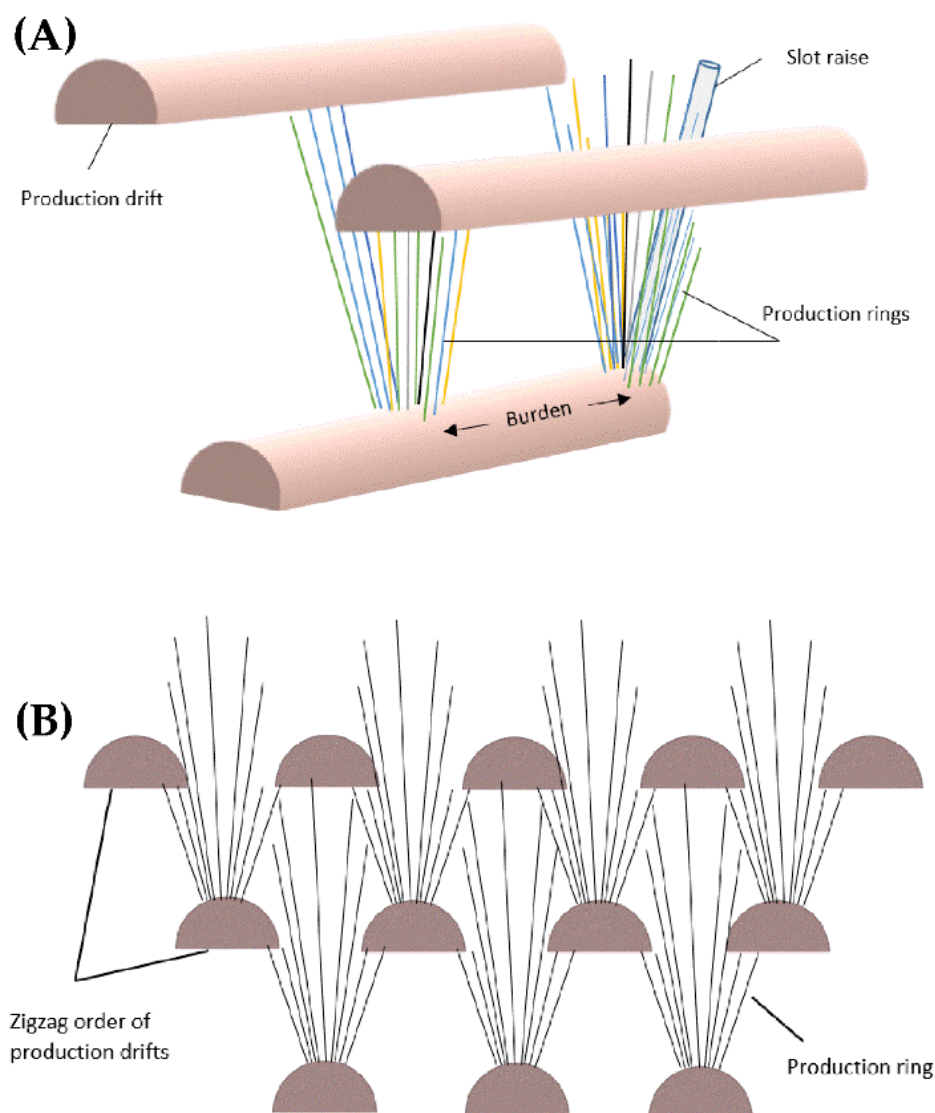 (A)
Slot raise
Production drift
Production rings
Burden
(B)
Zigzag order of
production drifts
Production ring